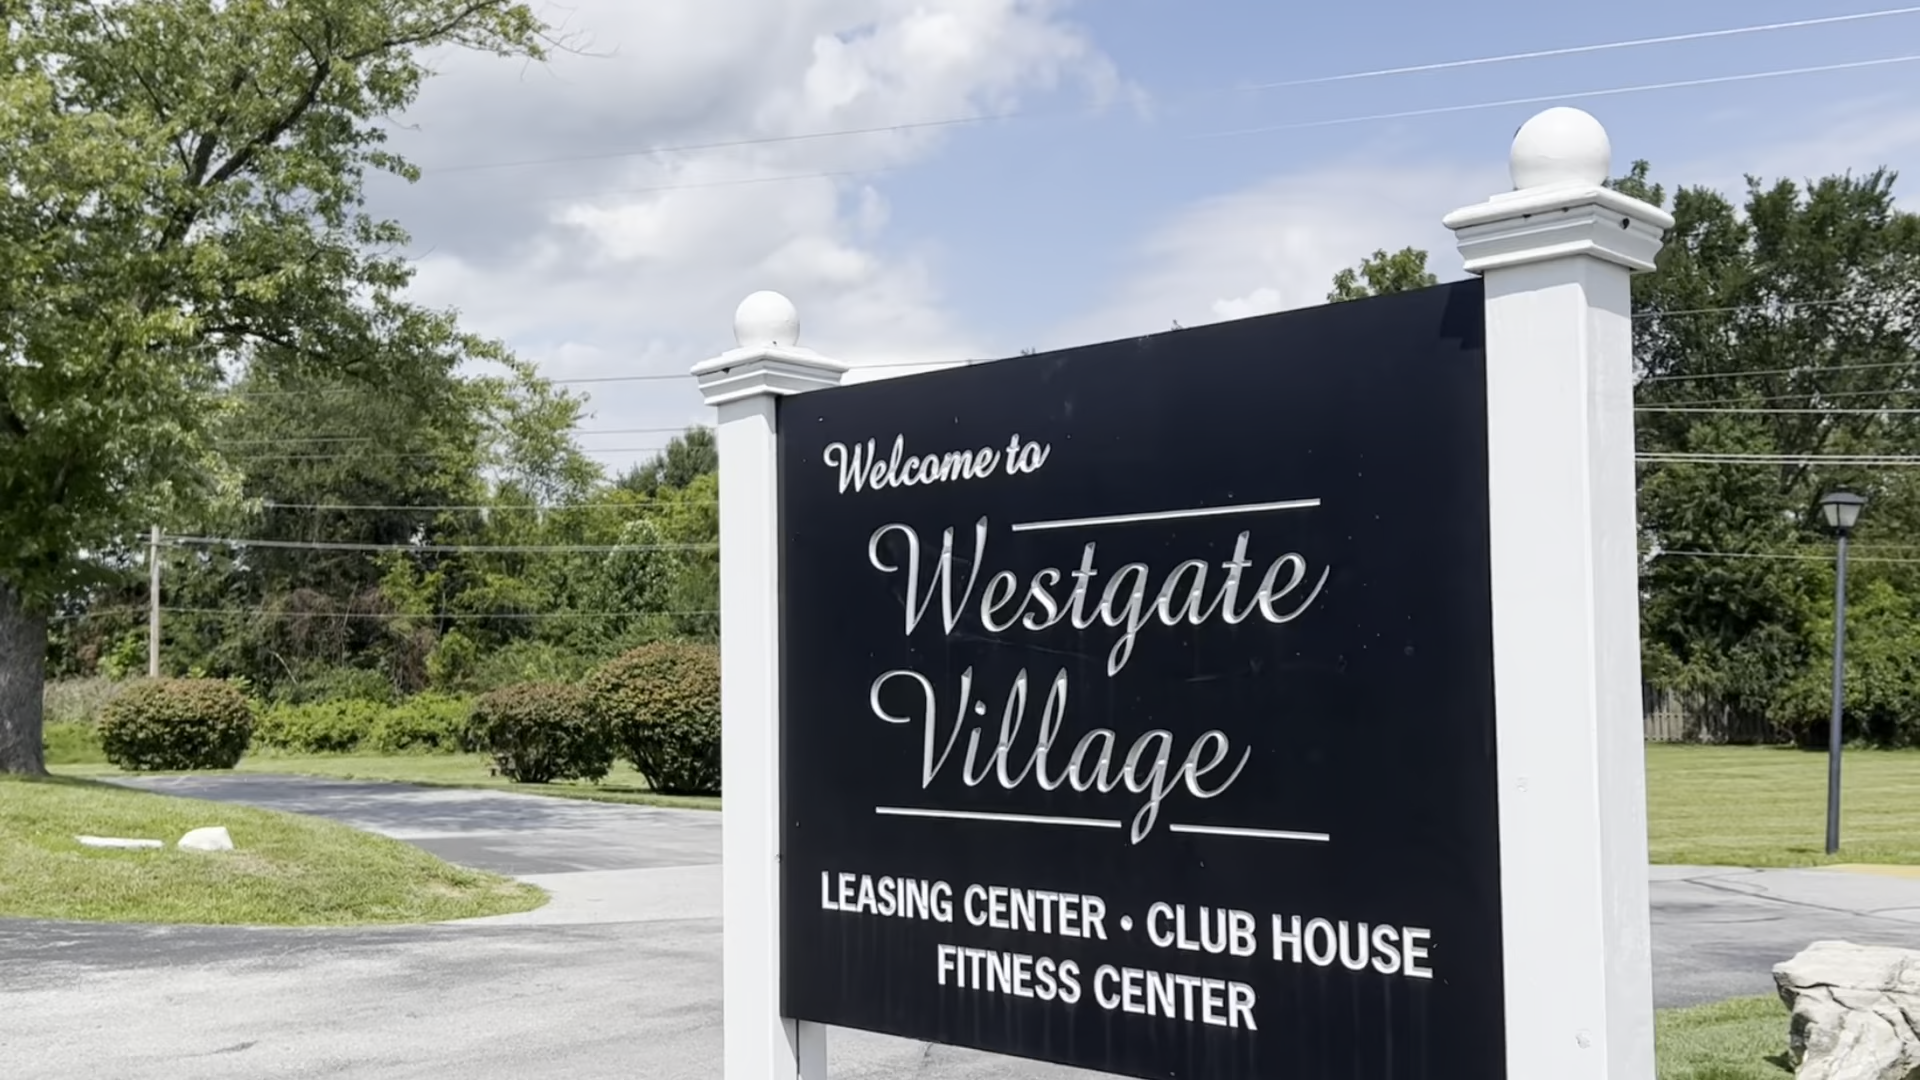 Welcome to
Westgate
Village
LEASING CENTER • CLUB HOUSE
FITNESS CENTER